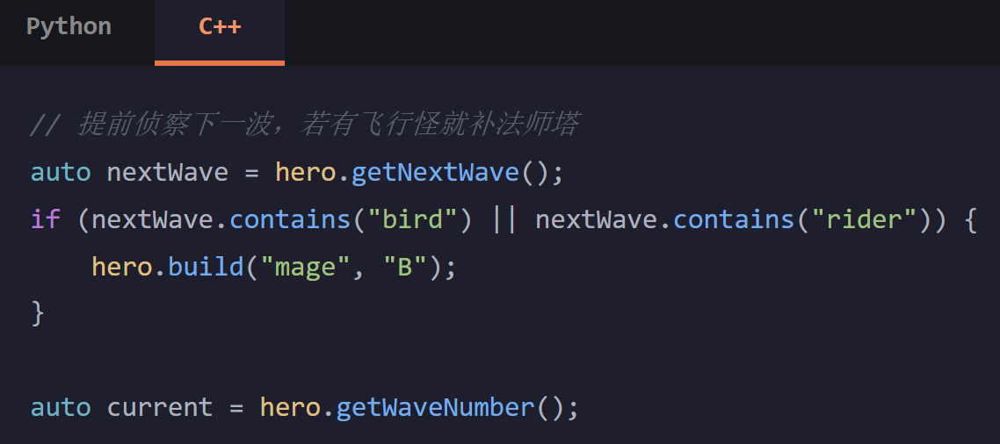 Python C++
// 提前侦察下一波，若有飞行怪就补法师塔
auto nextWave = hero.getNextWave();
if (nextWave.contains("bird") || nextWave.contains("rider")) {
    hero.build("mage", "B");
}
auto current = hero.getWaveNumber();